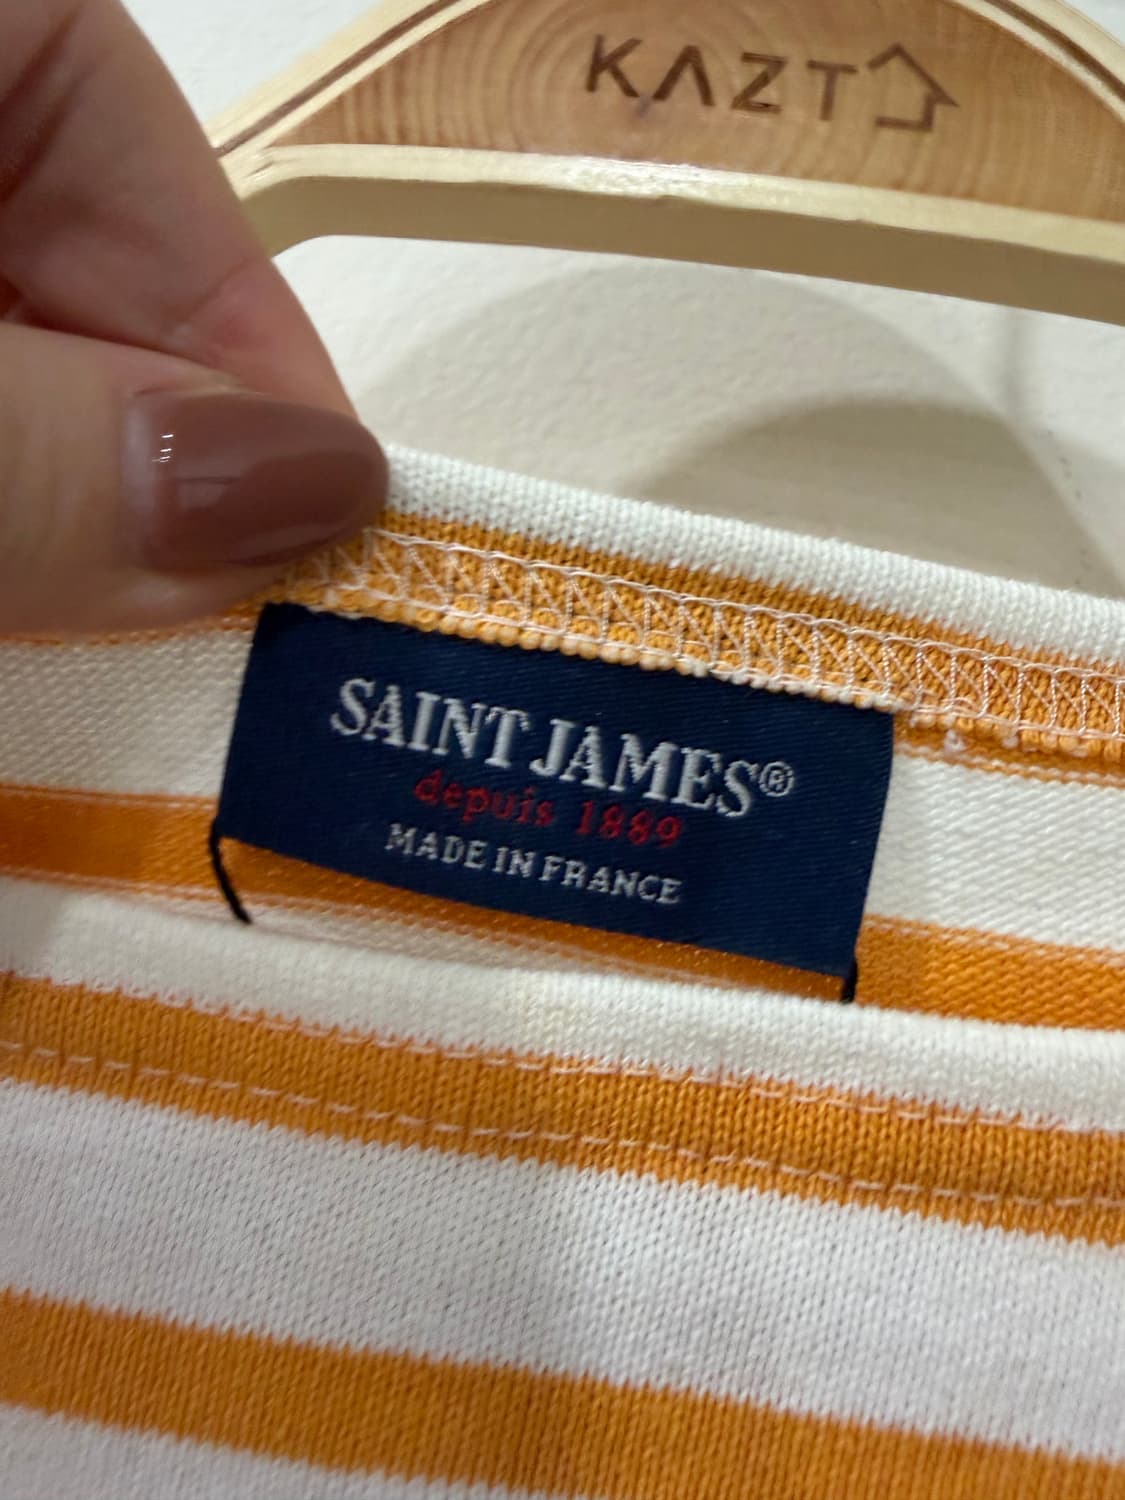 KAZT
SAINT JAMES®
depuis 1889
MADE IN FRANCE